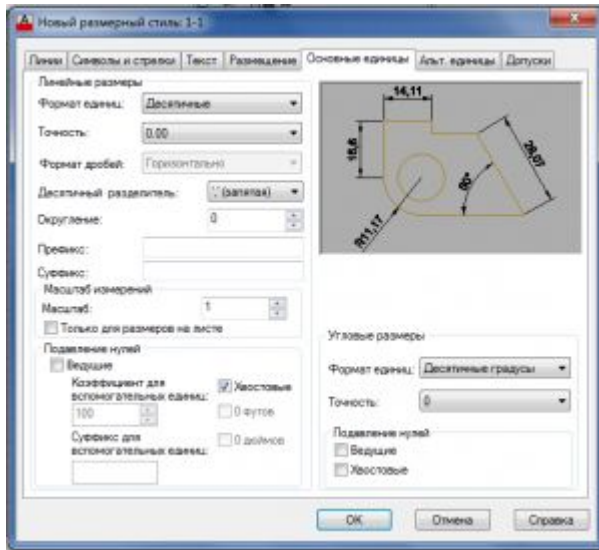 Новый размерный стиль: 1-1
Линии
Символы и стрелки
Текст
Размещение
Основные единицы
Альт. единицы
Допуски
Линейные размеры
Формат единиц:
Десятичные
Точность:
0.00
Формат дробей:
Горизонтально
Десятичный разделитель:
',' (запятая)
Округление:
0
Префикс:
Суффикс:
Масштаб измерений
Масштаб:
1
Только для размеров на листе
Подавление нулей
Ведущие
Коэффициент для
вспомогательных единиц:
100
Суффикс для
вспомогательных единиц:
Хвостовые
0 футов
0 дюймов
14,11
16,6
28,07
60°
R11,17
Угловые размеры
Формат единиц:
Десятичные градусы
Точность:
0
Подавление нулей
Ведущие
Хвостовые
OK
Отмена
Справка